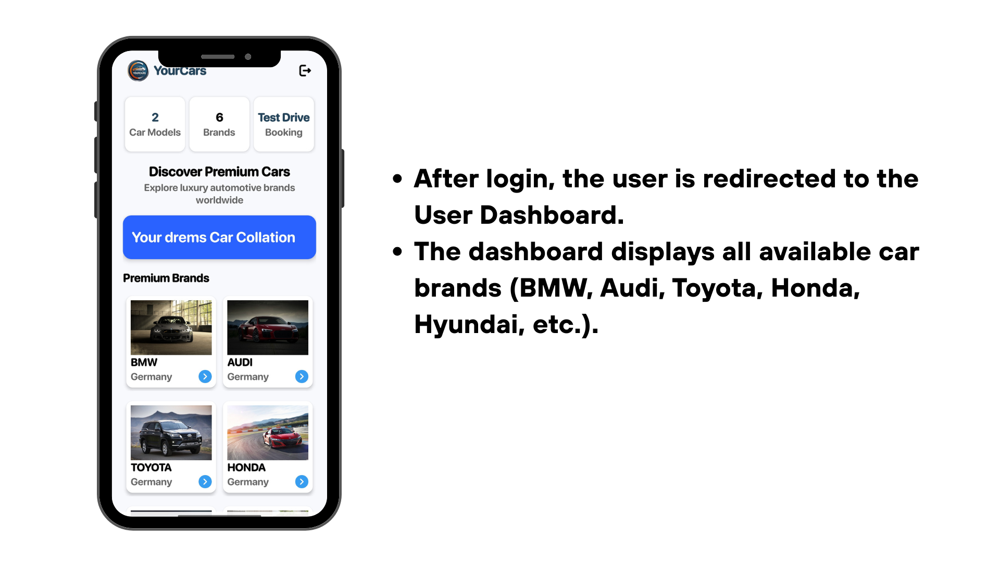 YourCars
2
Car Models
6
Brands
Test Drive
Booking
Discover Premium Cars
Explore luxury automotive brands
worldwide
Your drems Car Collation
Premium Brands
BMW
Germany
AUDI
Germany
TOYOTA
Germany
HONDA
Germany
• After login, the user is redirected to the
User Dashboard.
• The dashboard displays all available car
brands (BMW, Audi, Toyota, Honda,
Hyundai, etc.).